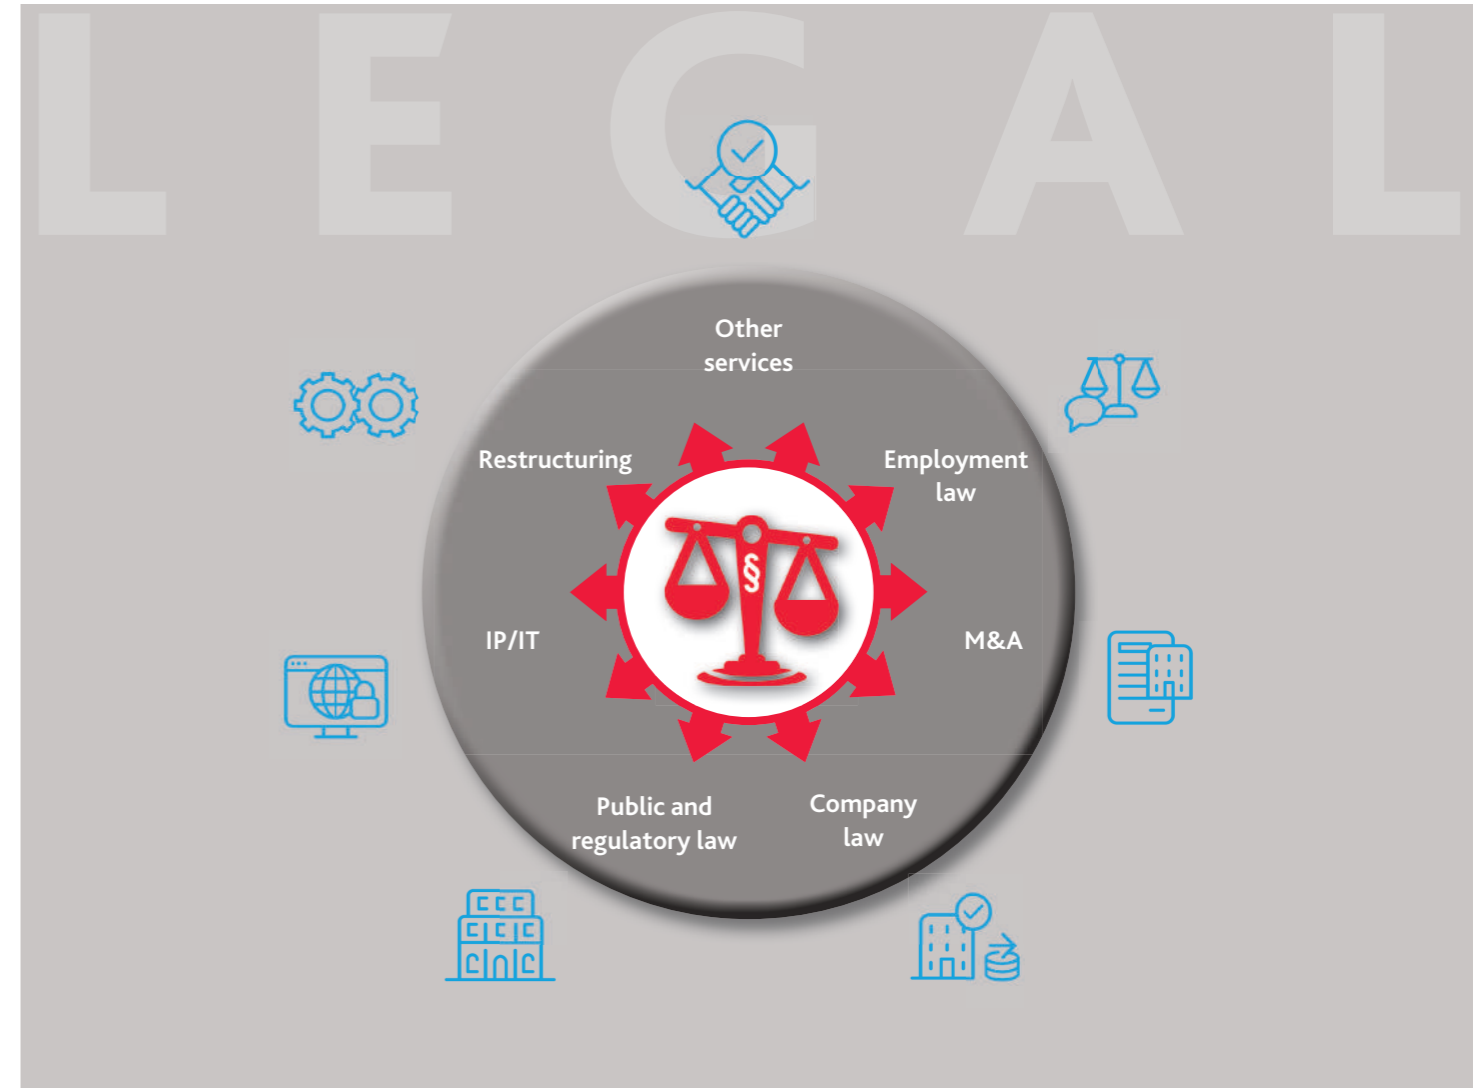 LEGAL
Other
services
Restructuring
Employment
law
§
IP/IT
M&A
Public and
regulatory law
Company
law